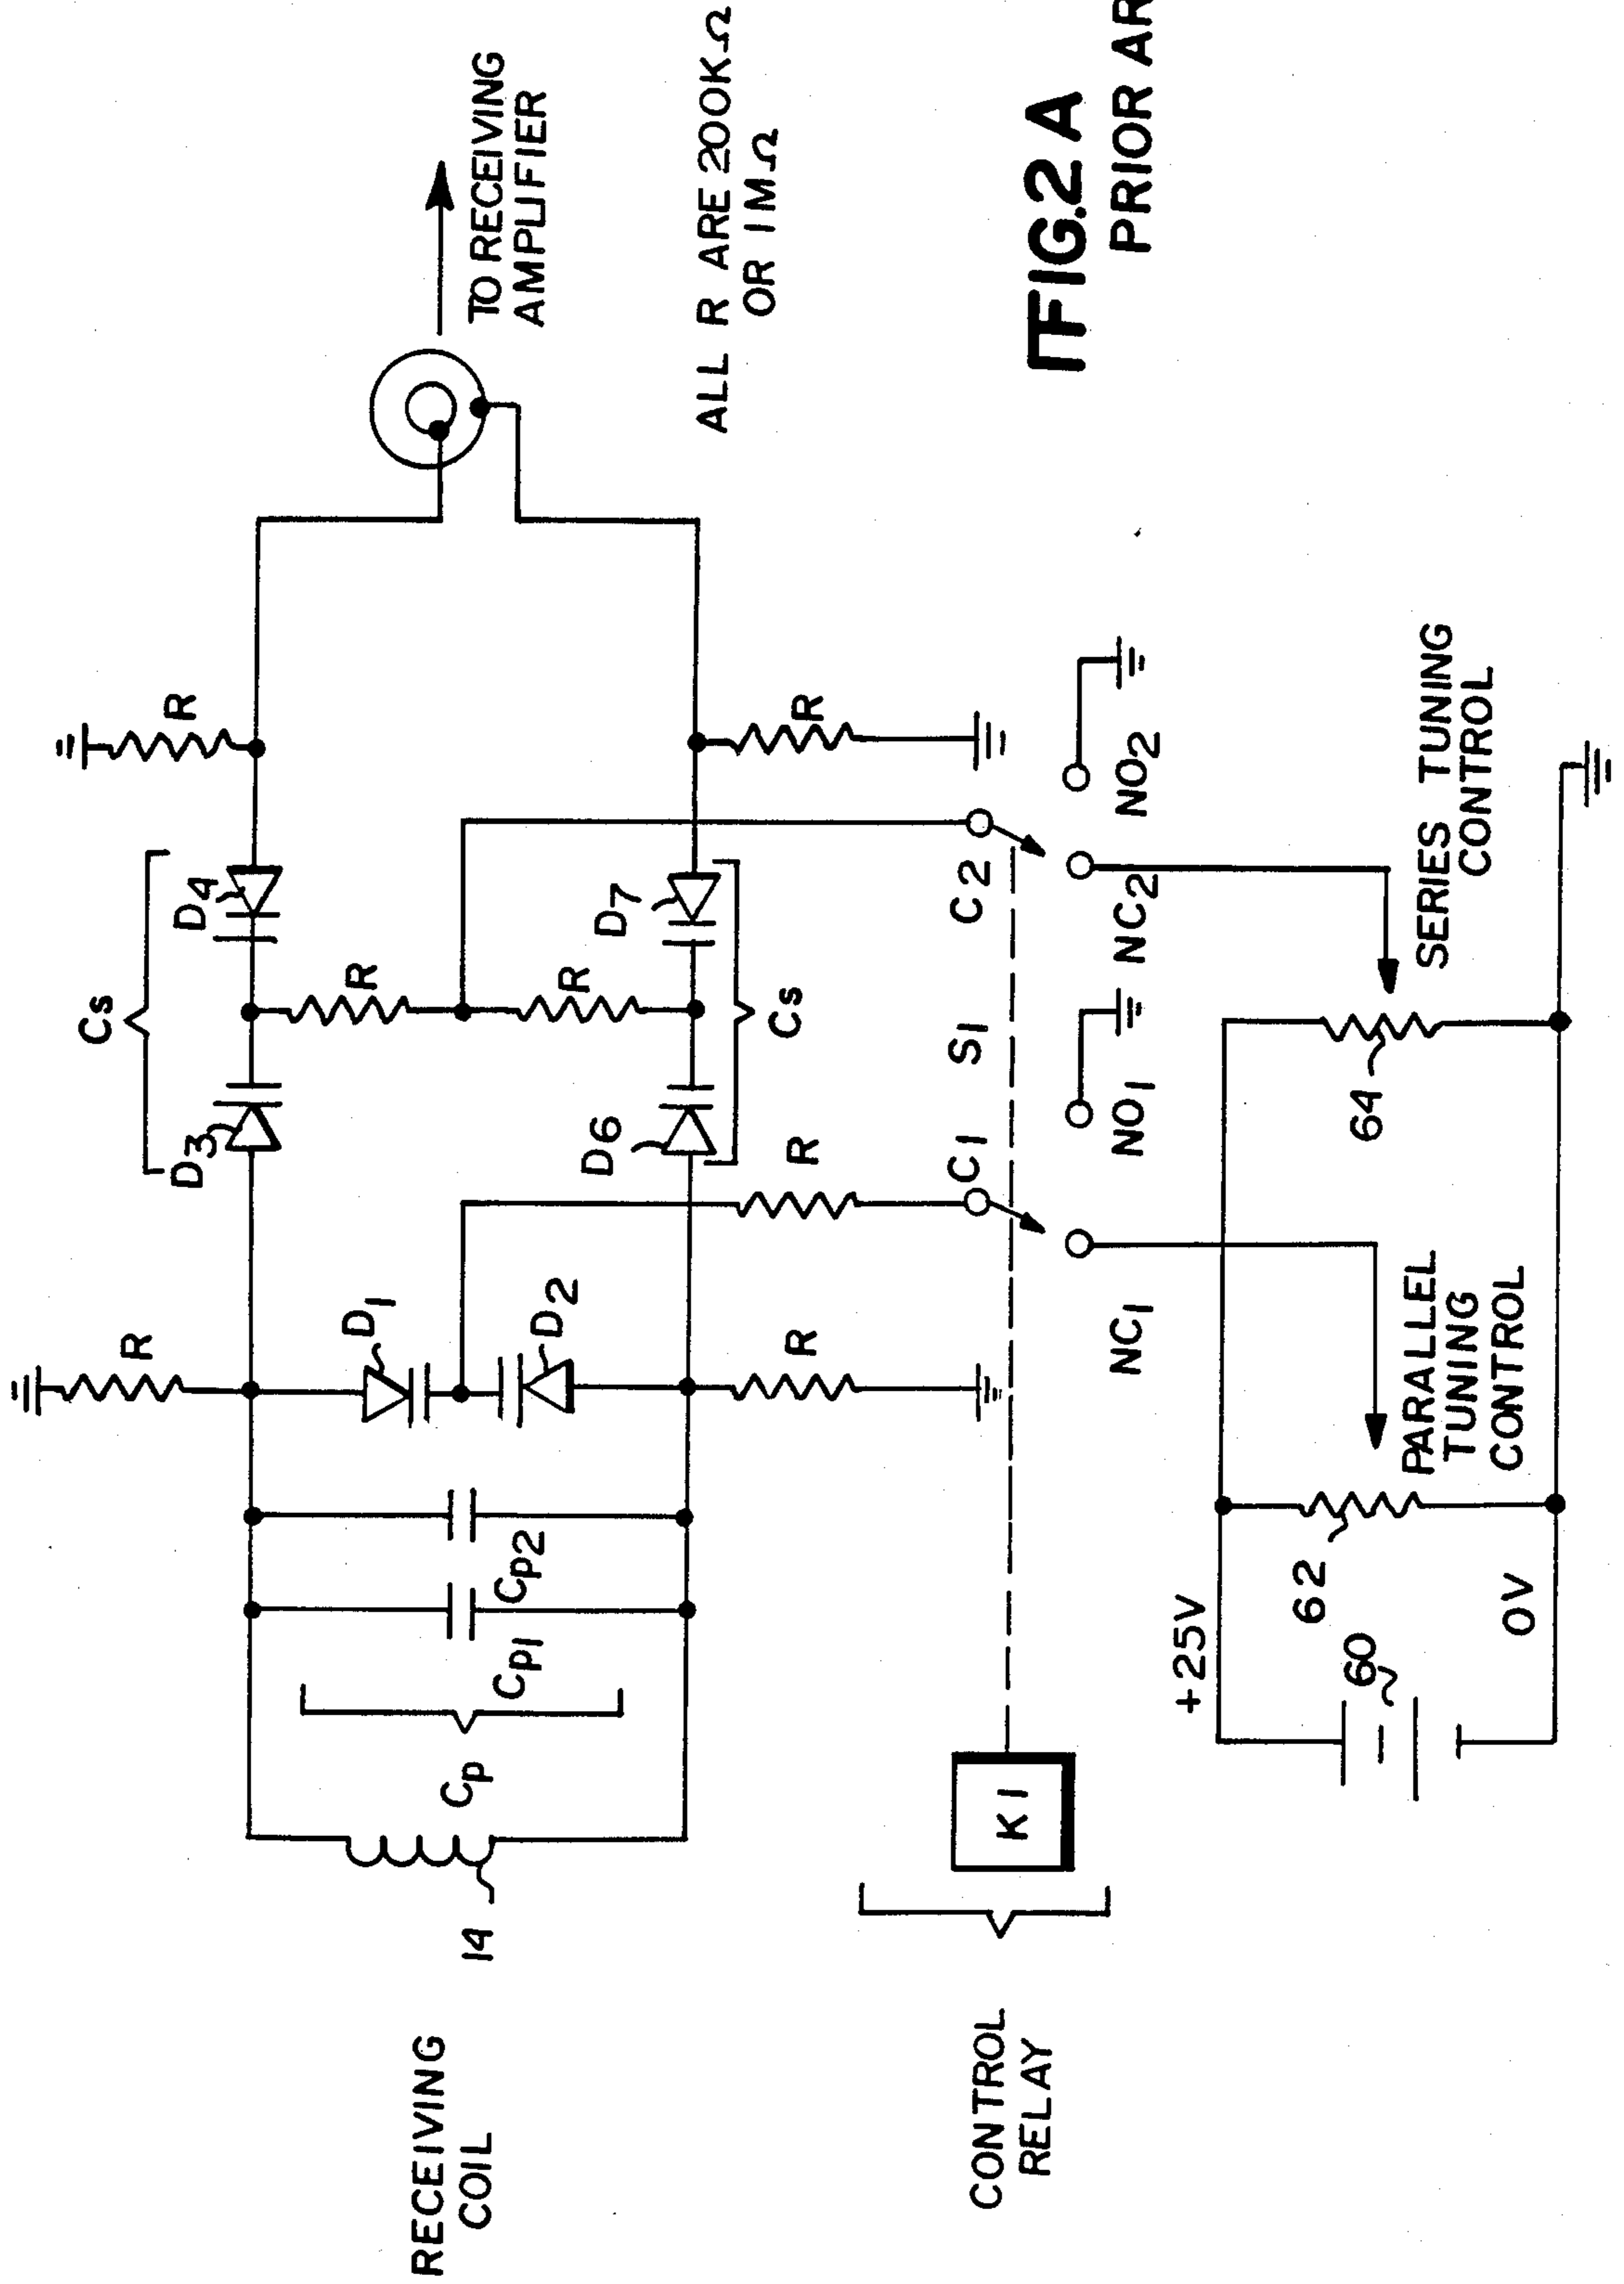 RECEIVING
COIL
14
Cp
Cp1
Cp2
R
D1
D2
R
Cs
D3
D4
R
R
D6
D7
Cs
R
R
R
TO RECEIVING
AMPLIFIER
ALL R ARE 200KΩ
OR 1MΩ
CONTROL
RELAY
K1
C1
S1
C2
NC1
NO1
NC2
NO2
+25V
60
62
0V
PARALLEL
TUNING
CONTROL
64
SERIES TUNING
CONTROL
FIG.2A
PRIOR AR